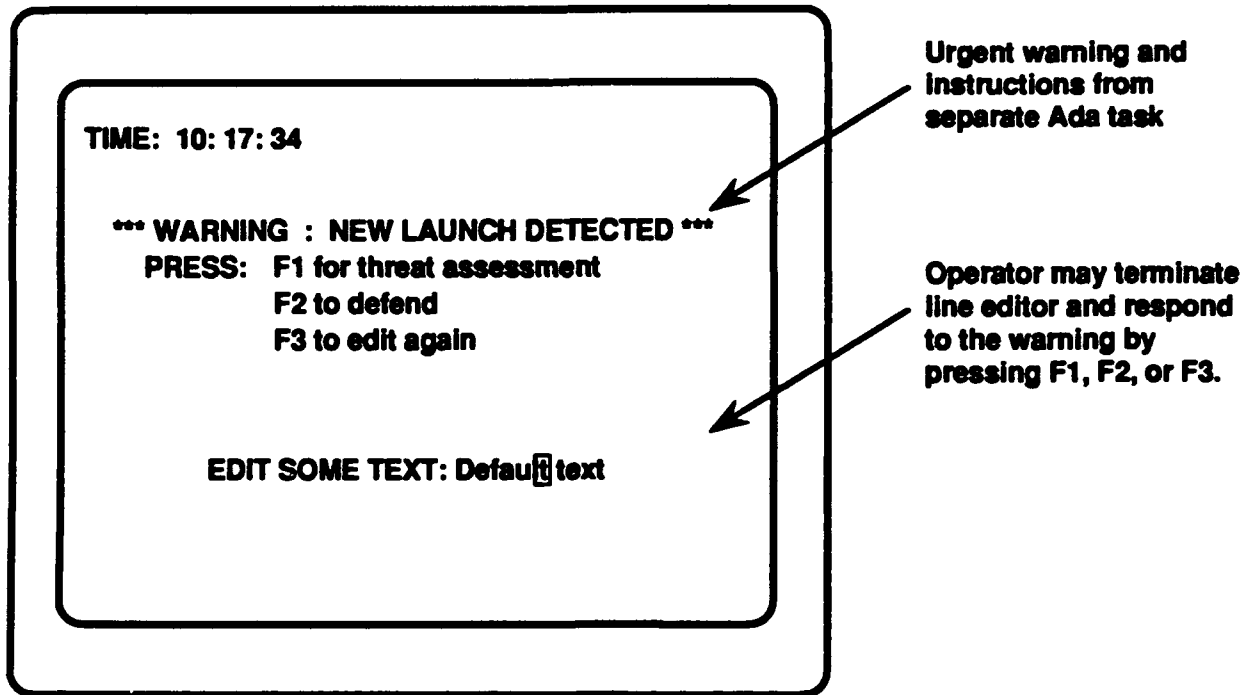 TIME: 10: 17: 34
*** WARNING : NEW LAUNCH DETECTED ***
PRESS: F1 for threat assessment
F2 to defend
F3 to edit again
EDIT SOME TEXT: Default text
Urgent warning and
instructions from
separate Ada task
Operator may terminate
line editor and respond
to the warning by
pressing F1, F2, or F3.